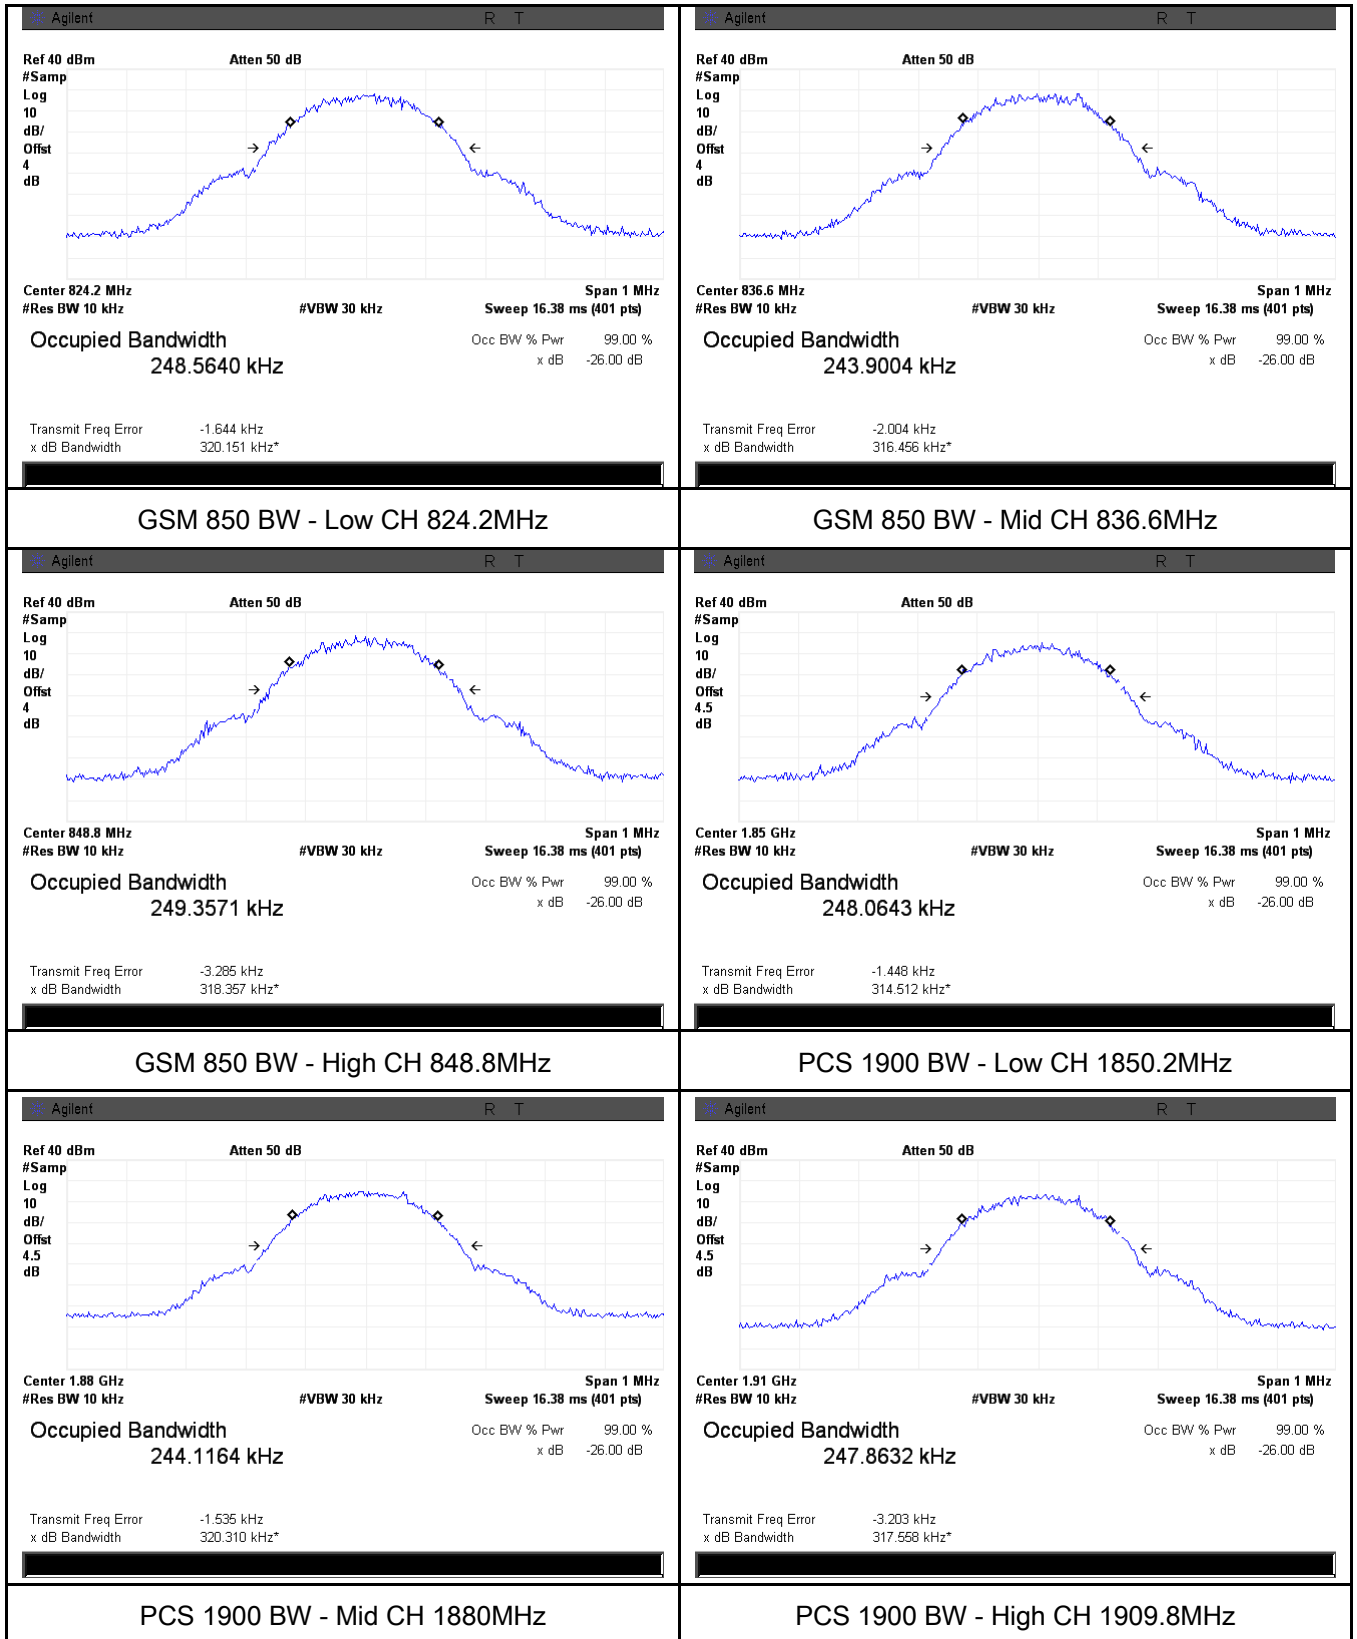 Agilent R T
Ref 40 dBm Atten 50 dB
#Samp
Log
10
dB/
Offst
4
dB
Center 824.2 MHz Span 1 MHz
#Res BW 10 kHz #VBW 30 kHz Sweep 16.38 ms (401 pts)
Occupied Bandwidth Occ BW % Pwr 99.00 %
248.5640 kHz x dB -26.00 dB
Transmit Freq Error -1.644 kHz
x dB Bandwidth 320.151 kHz*
GSM 850 BW - Low CH 824.2MHz
Agilent R T
Ref 40 dBm Atten 50 dB
#Samp
Log
10
dB/
Offst
4
dB
Center 836.6 MHz Span 1 MHz
#Res BW 10 kHz #VBW 30 kHz Sweep 16.38 ms (401 pts)
Occupied Bandwidth Occ BW % Pwr 99.00 %
243.9004 kHz x dB -26.00 dB
Transmit Freq Error -2.004 kHz
x dB Bandwidth 316.456 kHz*
GSM 850 BW - Mid CH 836.6MHz
Agilent R T
Ref 40 dBm Atten 50 dB
#Samp
Log
10
dB/
Offst
4
dB
Center 848.8 MHz Span 1 MHz
#Res BW 10 kHz #VBW 30 kHz Sweep 16.38 ms (401 pts)
Occupied Bandwidth Occ BW % Pwr 99.00 %
249.3571 kHz x dB -26.00 dB
Transmit Freq Error -3.285 kHz
x dB Bandwidth 318.357 kHz*
GSM 850 BW - High CH 848.8MHz
Agilent R T
Ref 40 dBm Atten 50 dB
#Samp
Log
10
dB/
Offst
4.5
dB
Center 1.85 GHz Span 1 MHz
#Res BW 10 kHz #VBW 30 kHz Sweep 16.38 ms (401 pts)
Occupied Bandwidth Occ BW % Pwr 99.00 %
248.0643 kHz x dB -26.00 dB
Transmit Freq Error -1.448 kHz
x dB Bandwidth 314.512 kHz*
PCS 1900 BW - Low CH 1850.2MHz
Agilent R T
Ref 40 dBm Atten 50 dB
#Samp
Log
10
dB/
Offst
4.5
dB
Center 1.88 GHz Span 1 MHz
#Res BW 10 kHz #VBW 30 kHz Sweep 16.38 ms (401 pts)
Occupied Bandwidth Occ BW % Pwr 99.00 %
244.1164 kHz x dB -26.00 dB
Transmit Freq Error -1.535 kHz
x dB Bandwidth 320.310 kHz*
PCS 1900 BW - Mid CH 1880MHz
Agilent R T
Ref 40 dBm Atten 50 dB
#Samp
Log
10
dB/
Offst
4.5
dB
Center 1.91 GHz Span 1 MHz
#Res BW 10 kHz #VBW 30 kHz Sweep 16.38 ms (401 pts)
Occupied Bandwidth Occ BW % Pwr 99.00 %
247.8632 kHz x dB -26.00 dB
Transmit Freq Error -3.203 kHz
x dB Bandwidth 317.558 kHz*
PCS 1900 BW - High CH 1909.8MHz